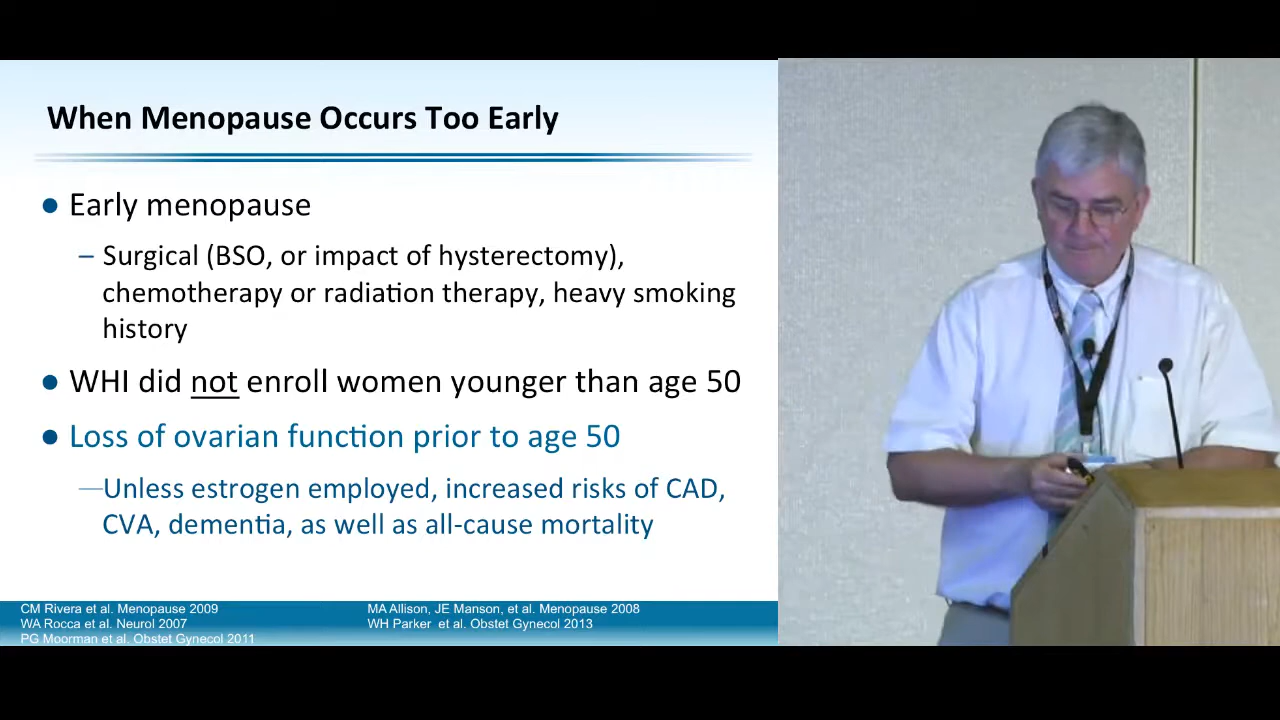 When Menopause Occurs Too Early
● Early menopause
– Surgical (BSO, or impact of hysterectomy),
chemotherapy or radiation therapy, heavy smoking
history
● WHI did not enroll women younger than age 50
● Loss of ovarian function prior to age 50
—Unless estrogen employed, increased risks of CAD,
CVA, dementia, as well as all-cause mortality
CM Rivera et al. Menopause 2009
WA Rocca et al. Neurol 2007
PG Moorman et al. Obstet Gynecol 2011
MA Allison, JE Manson, et al. Menopause 2008
WH Parker et al. Obstet Gynecol 2013